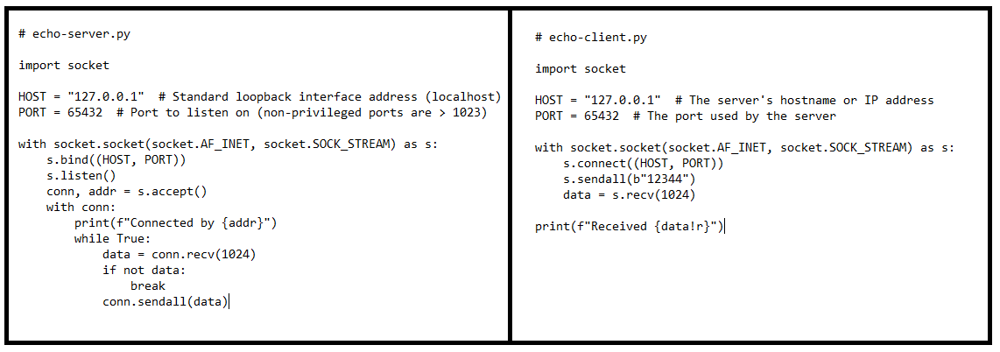 # echo-server.py
import socket
HOST = "127.0.0.1"  # Standard loopback interface address (localhost)
PORT = 65432  # Port to listen on (non-privileged ports are > 1023)
with socket.socket(socket.AF_INET, socket.SOCK_STREAM) as s:
    s.bind((HOST, PORT))
    s.listen()
    conn, addr = s.accept()
    with conn:
        print(f"Connected by {addr}")
        while True:
            data = conn.recv(1024)
            if not data:
                break
            conn.sendall(data)
# echo-client.py
import socket
HOST = "127.0.0.1"  # The server's hostname or IP address
PORT = 65432  # The port used by the server
with socket.socket(socket.AF_INET, socket.SOCK_STREAM) as s:
    s.connect((HOST, PORT))
    s.sendall(b"12344")
    data = s.recv(1024)
print(f"Received {data!r}")